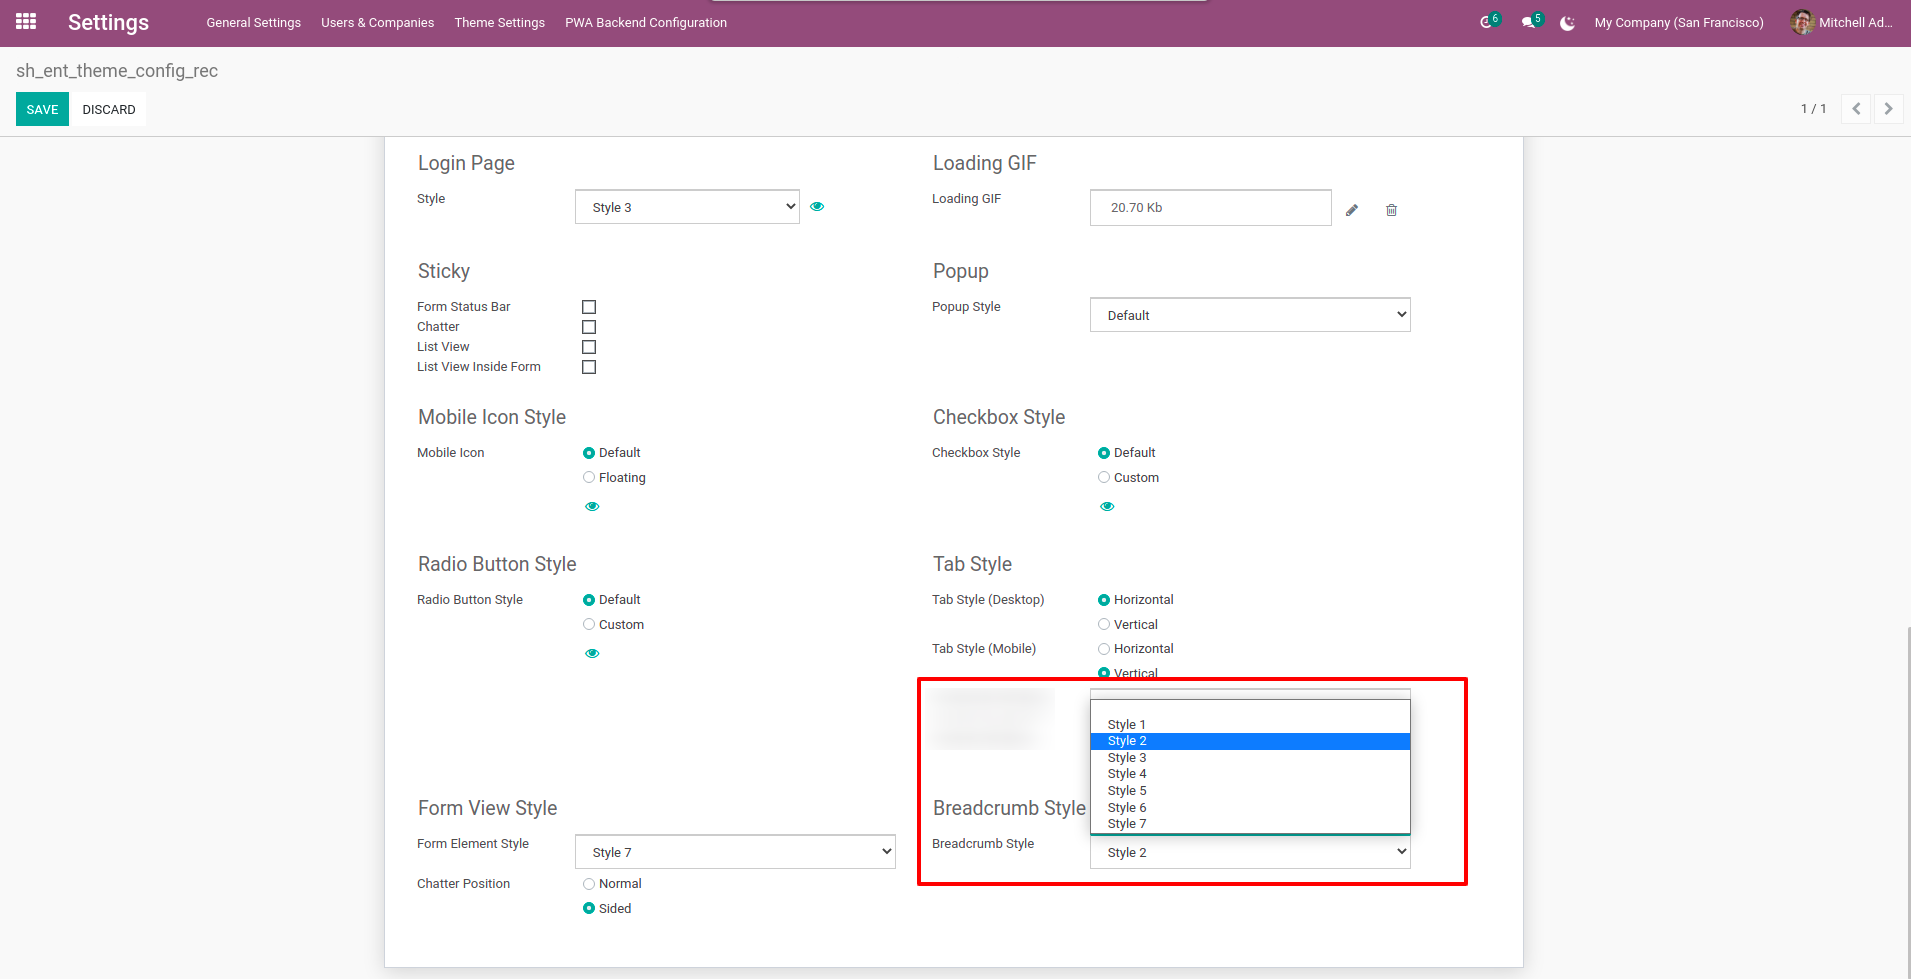 Settings
General Settings
Users & Companies
Theme Settings
PWA Backend Configuration
6
5
My Company (San Francisco)
Mitchell Ad...
sh_ent_theme_config_rec
SAVE
DISCARD
1 / 1
Login Page
Style
Style 3
Loading GIF
Loading GIF
20.70 Kb
Sticky
Form Status Bar
Chatter
List View
List View Inside Form
Popup
Popup Style
Default
Mobile Icon Style
Mobile Icon
Default
Floating
Checkbox Style
Checkbox Style
Default
Custom
Radio Button Style
Radio Button Style
Default
Custom
Tab Style
Tab Style (Desktop)
Horizontal
Vertical
Tab Style (Mobile)
Horizontal
Vertical
Style 1
Style 2
Style 3
Style 4
Style 5
Style 6
Style 7
Form View Style
Form Element Style
Style 7
Chatter Position
Normal
Sided
Breadcrumb Style
Breadcrumb Style
Style 2